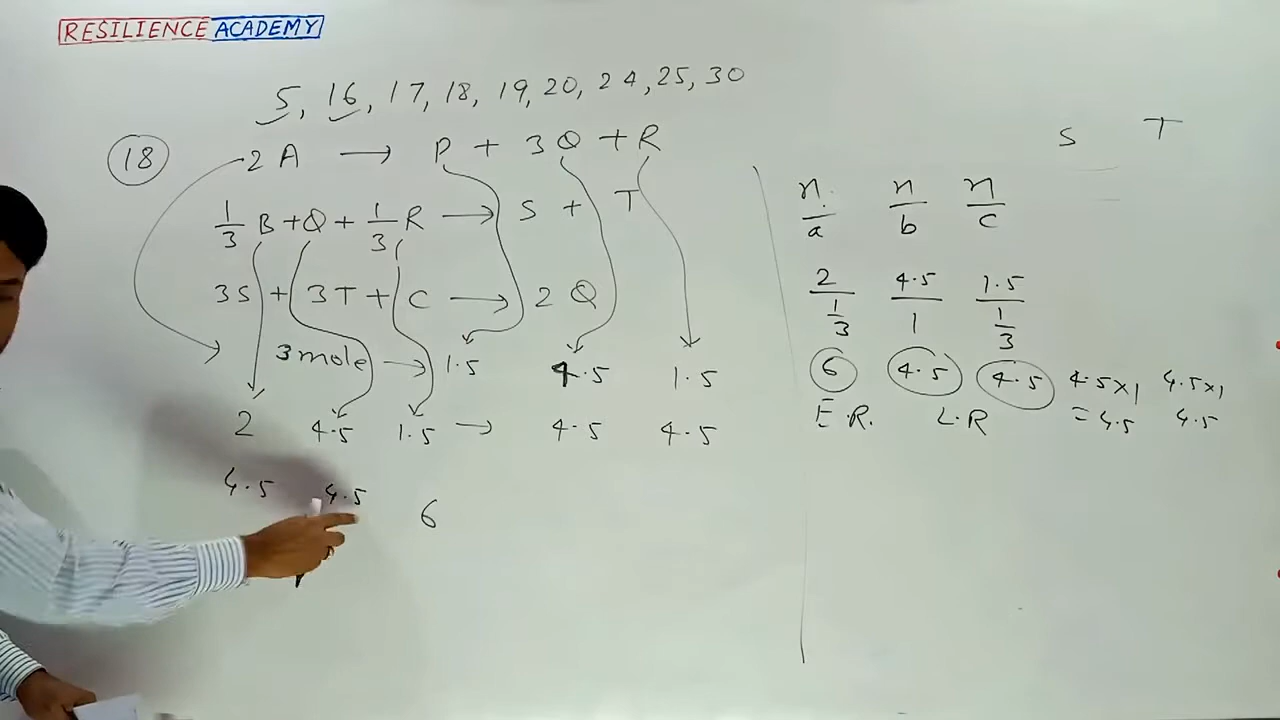 RESILIENCE ACADEMY
5, 16, 17, 18, 19, 20, 24, 25, 30
18 2A → P + 3Q + R
1/3 B + Q + 1/3 R → S + T
3S + 3T + C → 2Q
3 mole → 1.5 4.5 1.5
2 4.5 1.5 → 4.5 4.5
4.5 4.5 6
S T
n/a n/b n/c
2/(1/3) 4.5/1 1.5/(1/3)
6 4.5 4.5 4.5×1 4.5×1
E.R. L.R = 4.5 4.5